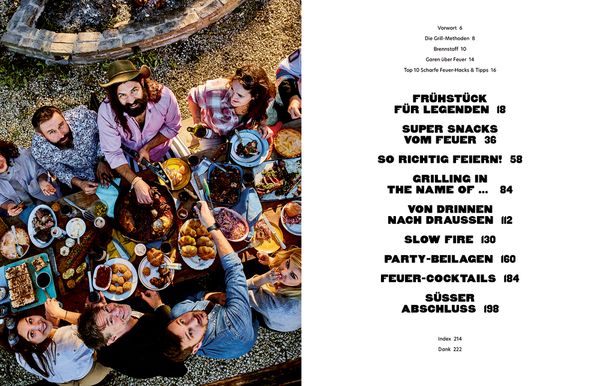 Vorwort 6
Die Grill-Methoden 8
Brennstoff 10
Garen über Feuer 14
Top 10 Scharfe Feuer-Hacks & Tipps 16
FRÜHSTÜCK
FÜR LEGENDEN 18
SUPER SNACKS
VOM FEUER 36
SO RICHTIG FEIERN! 58
GRILLING IN
THE NAME OF ... 84
VON DRINNEN
NACH DRAUSSEN 112
SLOW FIRE 130
PARTY-BEILAGEN 160
FEUER-COCKTAILS 184
SÜSSER
ABSCHLUSS 198
Index 214
Dank 222